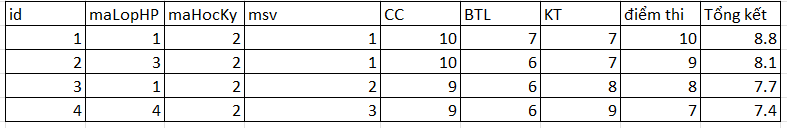 id maLopHP maHocKy msv CC BTL KT điểm thi Tổng kết
1 1 2 1 10 7 7 10 8.8
2 3 2 1 10 6 7 9 8.1
3 1 2 2 9 6 8 8 7.7
4 4 2 3 9 6 9 7 7.4